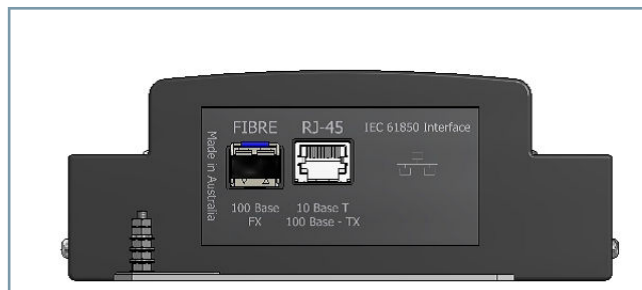 FIBRE RJ-45 IEC 61850 Interface
Made in Australia
100 Base
FX
10 Base T
100 Base - TX